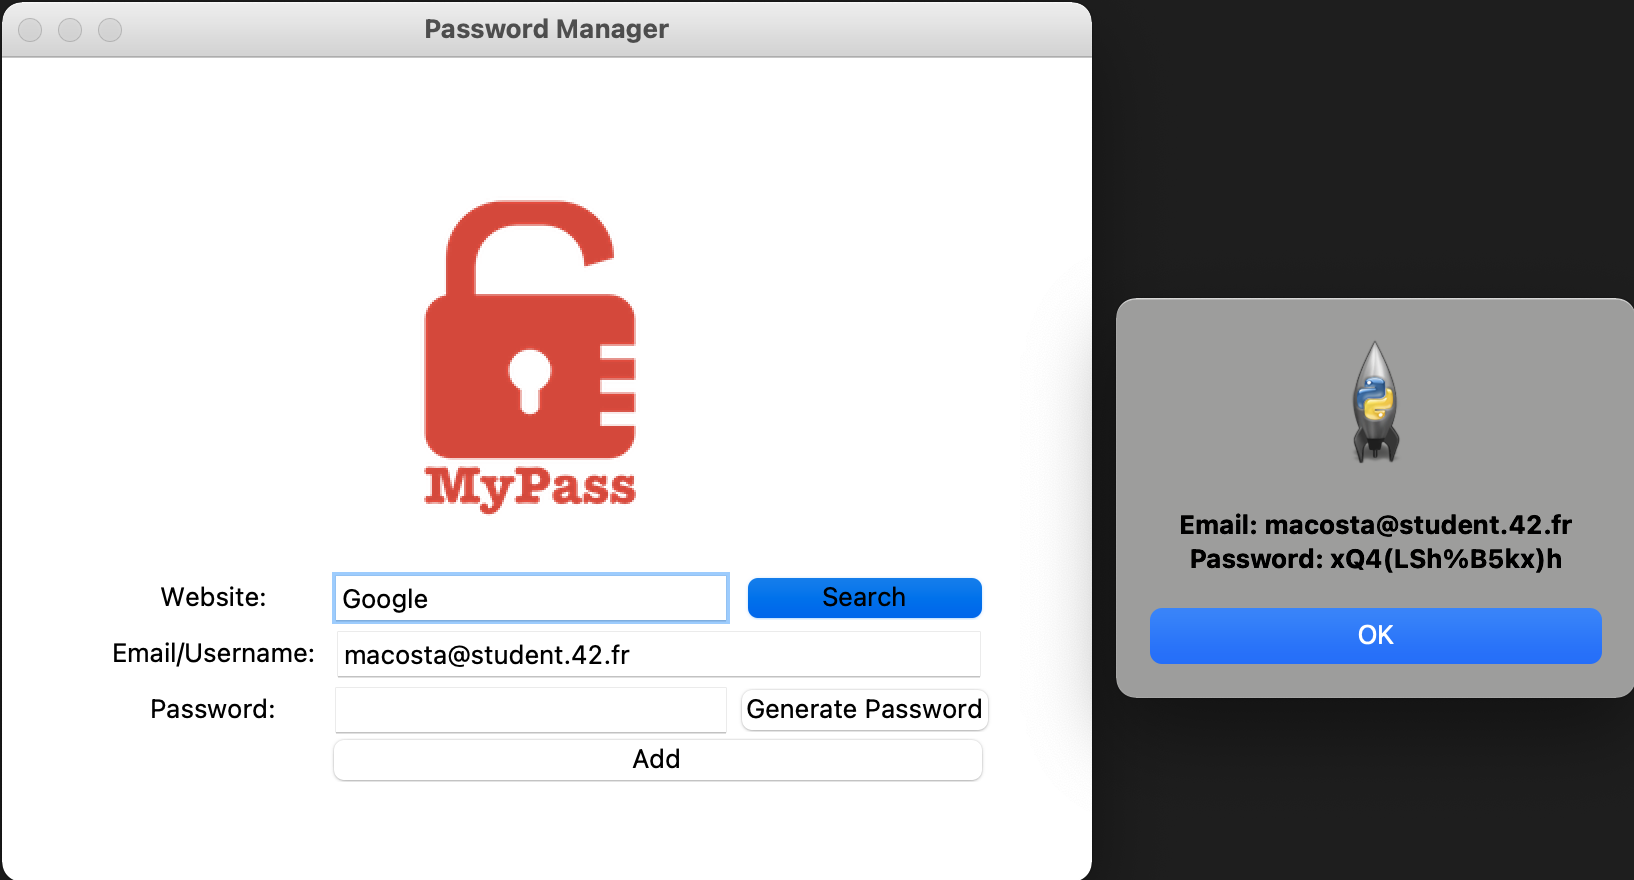 Password Manager
MyPass
Website:
Google
Search
Email/Username:
macosta@student.42.fr
Password:
Generate Password
Add
Email: macosta@student.42.fr
Password: xQ4(LSh%B5kx)h
OK